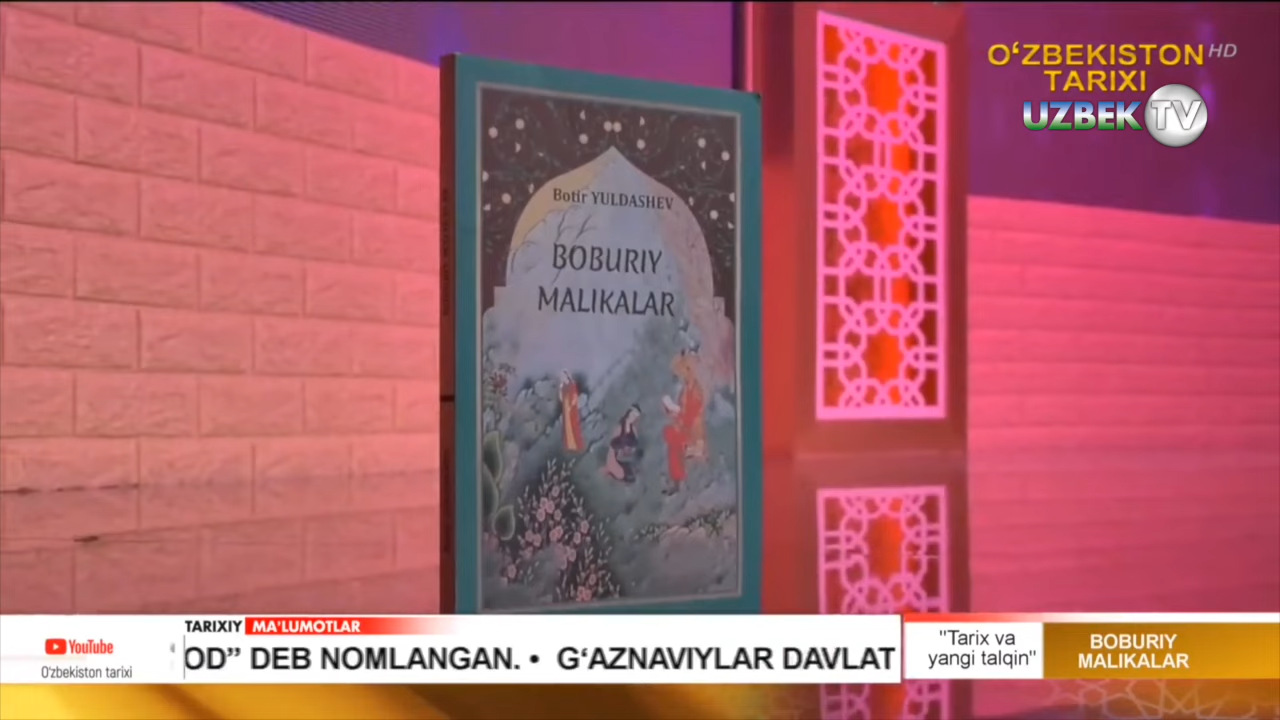 O‘ZBEKISTON HD
TARIXI
UZBEK TV
Botir YULDASHEV
BOBURIY
MALIKALAR
TARIXIY MA'LUMOTLAR
OD” DEB NOMLANGAN. • G‘AZNAVIYLAR DAVLAT
YouTube
O'zbekiston tarixi
"Tarix va
yangi talqin"
BOBURIY
MALIKALAR